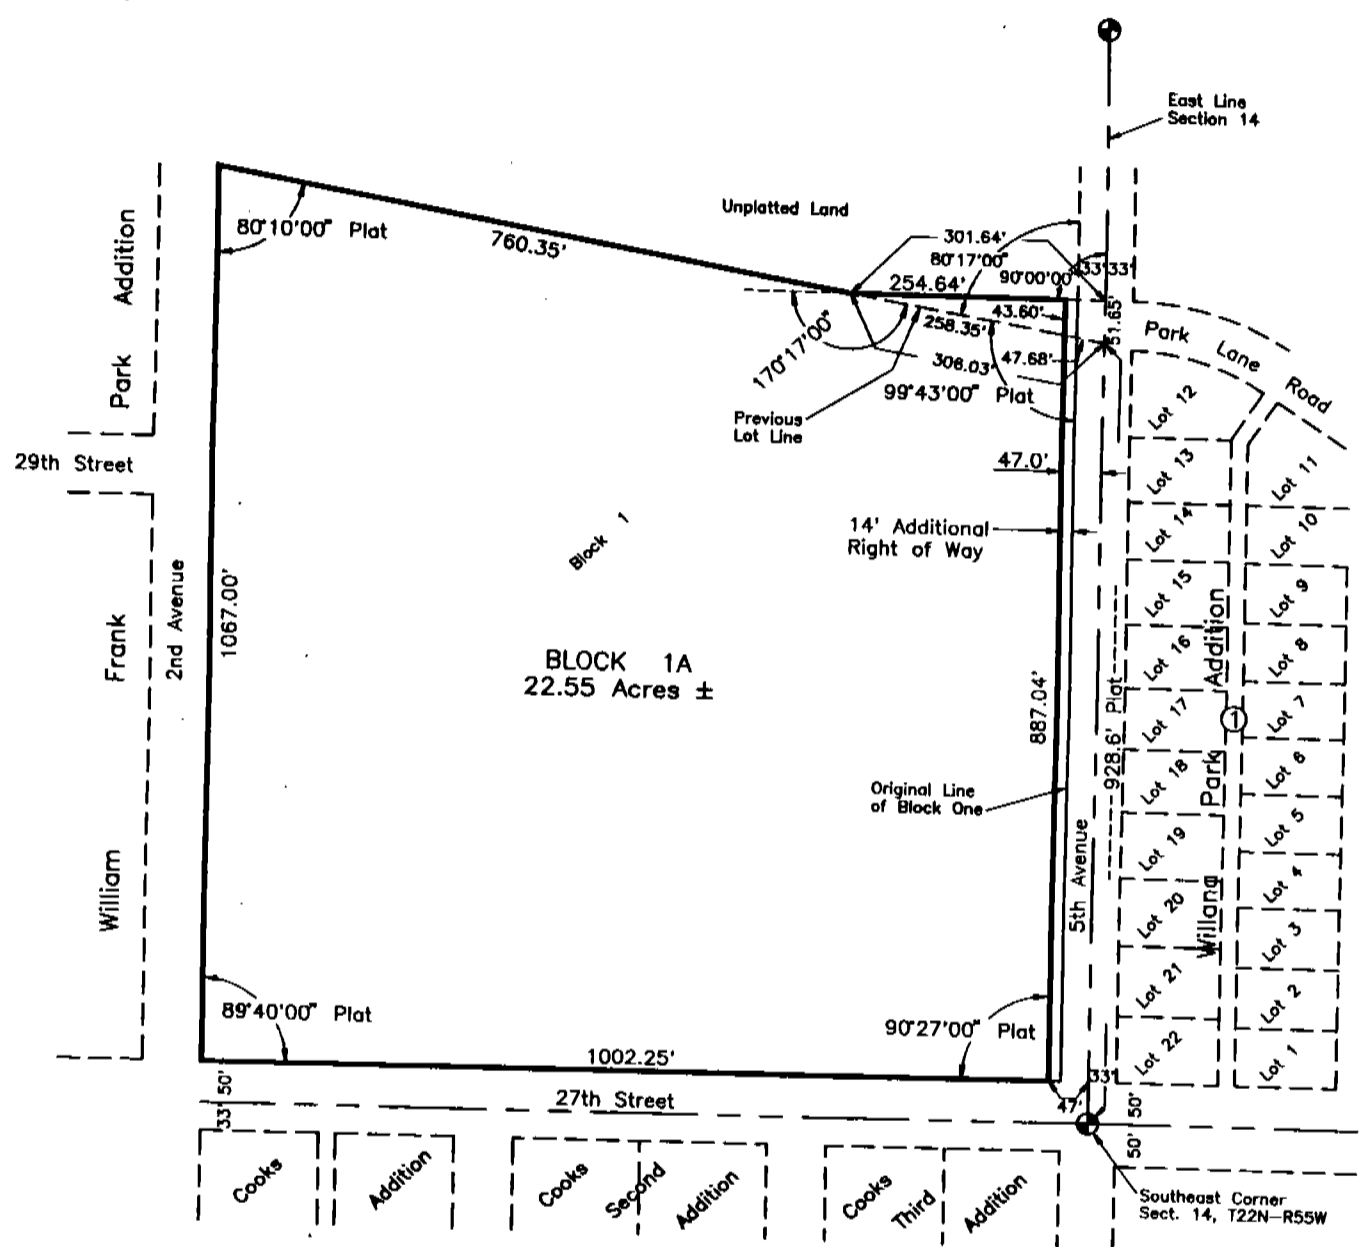 East Line
Section 14
Unplatted Land
80°10'00" Plat
760.35'
301.64'
80°17'00"
90°00'00"
33'
33'
254.64'
43.60'
51.65'
258.35'
170°17'00"
306.03'
47.68'
99°43'00" Plat
Previous
Lot Line
Park Lane Road
Park Addition
29th Street
47.0'
14' Additional
Right of Way
Block 1
2nd Avenue
1067.00'
William Frank
BLOCK 1A
22.55 Acres ±
887.04'
928.6' Plat
Original Line
of Block One
5th Avenue
Willand Park Addition
1
Lot 12
Lot 13
Lot 14
Lot 15
Lot 16
Lot 17
Lot 18
Lot 19
Lot 20
Lot 21
Lot 22
Lot 11
Lot 10
Lot 9
Lot 8
Lot 7
Lot 6
Lot 5
Lot 4
Lot 3
Lot 2
Lot 1
89°40'00" Plat
90°27'00" Plat
1002.25'
27th Street
33' 50'
47'
33'
50' 50'
Cooks Addition
Cooks Second Addition
Cooks Third Addition
Southeast Corner
Sect. 14, T22N-R55W